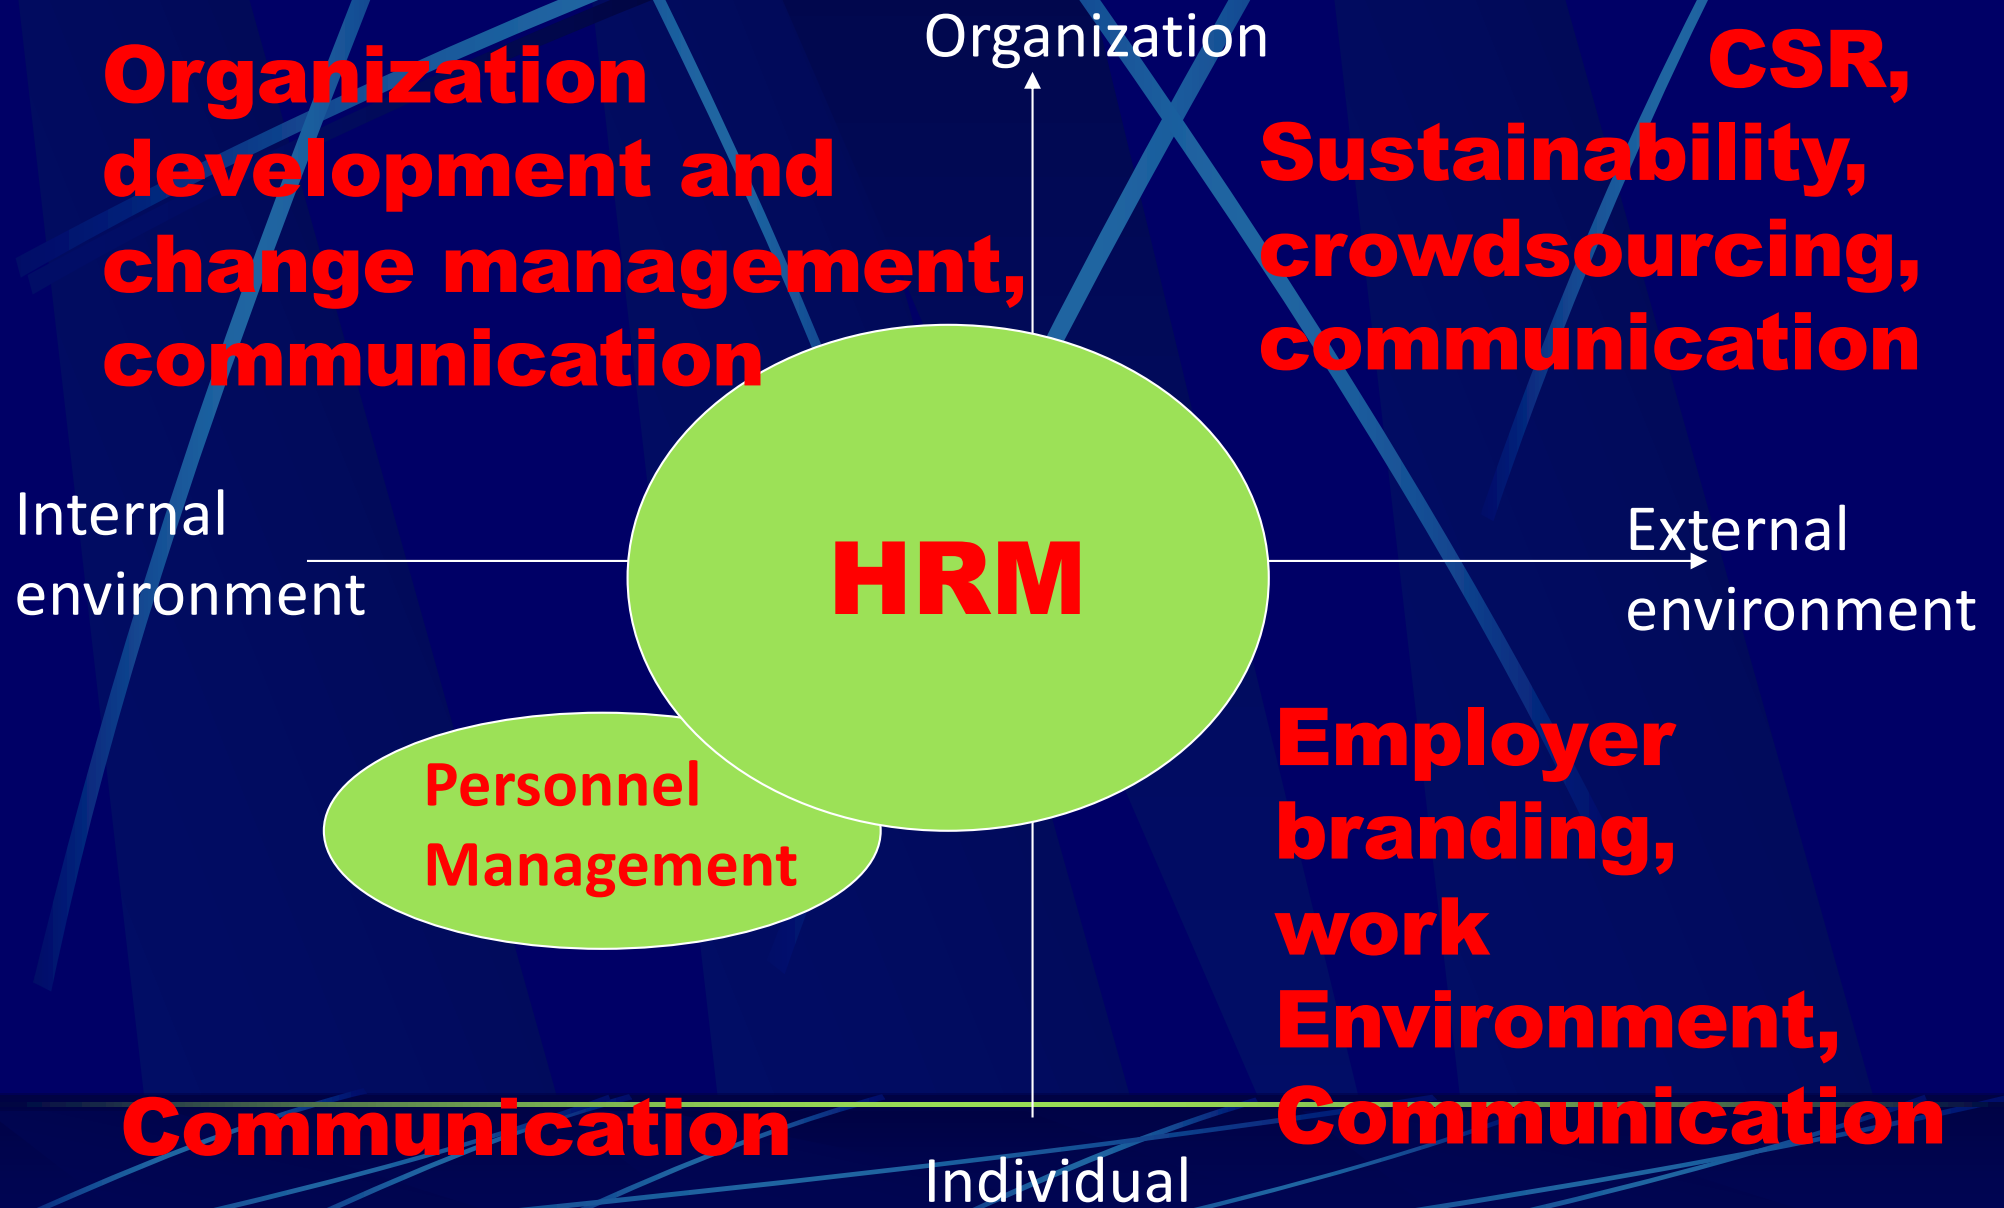 Organization
Organization
development and
change management,
communication
CSR,
Sustainability,
crowdsourcing,
communication
Internal
environment
HRM
External
environment
Personnel
Management
Employer
branding,
work
Environment,
Communication
Communication
Individual